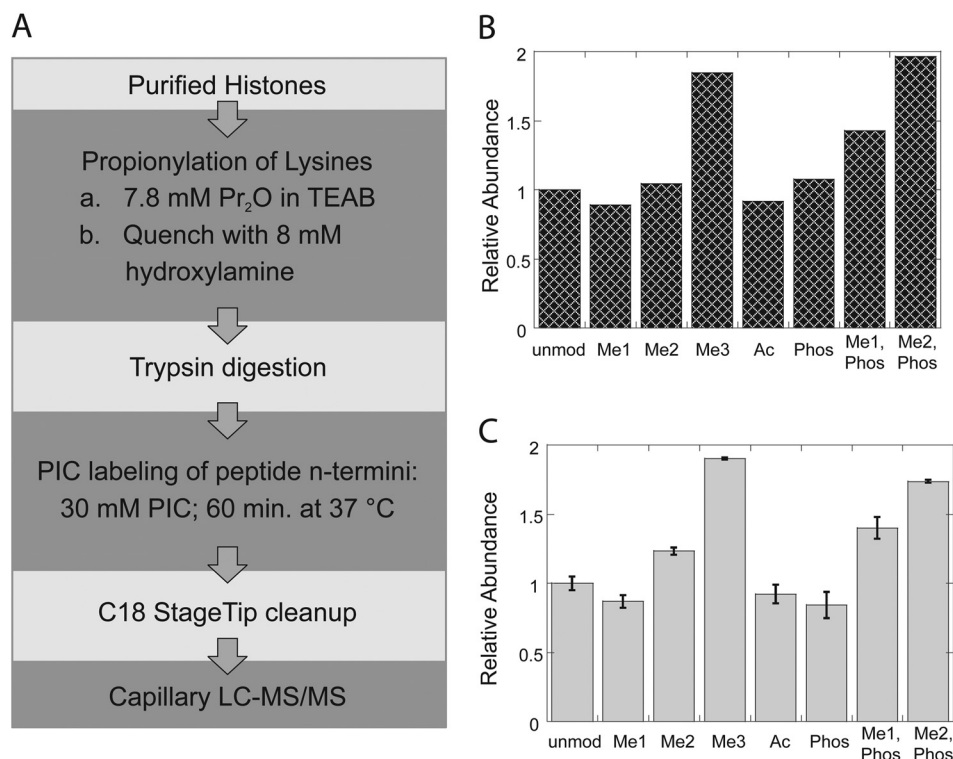 A
Purified Histones
Propionylation of Lysines
a. 7.8 mM Pr₂O in TEAB
b. Quench with 8 mM
hydroxylamine
Trypsin digestion
PIC labeling of peptide n-termini:
30 mM PIC; 60 min. at 37 °C
C18 StageTip cleanup
Capillary LC-MS/MS
B
Relative Abundance
2
1.5
1
0.5
0
unmod Me1 Me2 Me3 Ac Phos Me1, Me2,
Phos Phos
C
Relative Abundance
2
1.5
1
0.5
0
unmod Me1 Me2 Me3 Ac Phos Me1, Me2,
Phos Phos